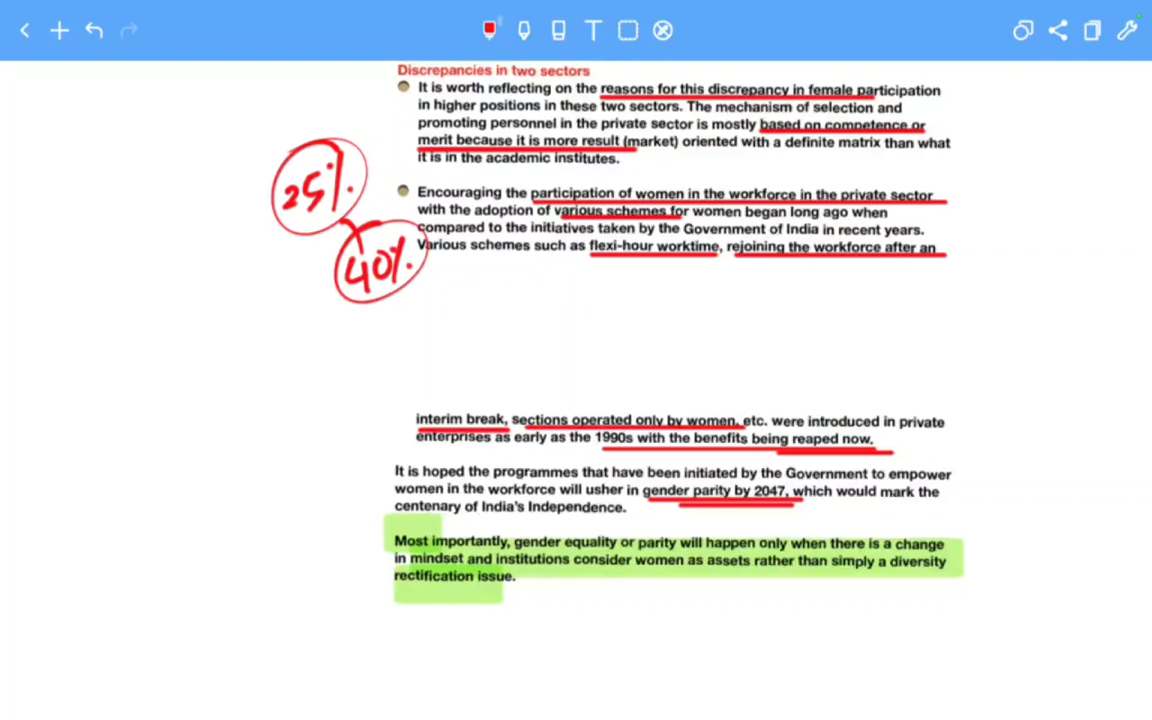 Discrepancies in two sectors
It is worth reflecting on the reasons for this discrepancy in female participation
in higher positions in these two sectors. The mechanism of selection and
promoting personnel in the private sector is mostly based on competence or
merit because it is more result (market) oriented with a definite matrix than what
it is in the academic institutes.
25%.
Encouraging the participation of women in the workforce in the private sector
with the adoption of various schemes for women began long ago when
compared to the initiatives taken by the Government of India in recent years.
Various schemes such as flexi-hour worktime, rejoining the workforce after an
40%.
interim break, sections operated only by women, etc. were introduced in private
enterprises as early as the 1990s with the benefits being reaped now.
It is hoped the programmes that have been initiated by the Government to empower
women in the workforce will usher in gender parity by 2047, which would mark the
centenary of India's Independence.
Most importantly, gender equality or parity will happen only when there is a change
in mindset and institutions consider women as assets rather than simply a diversity
rectification issue.